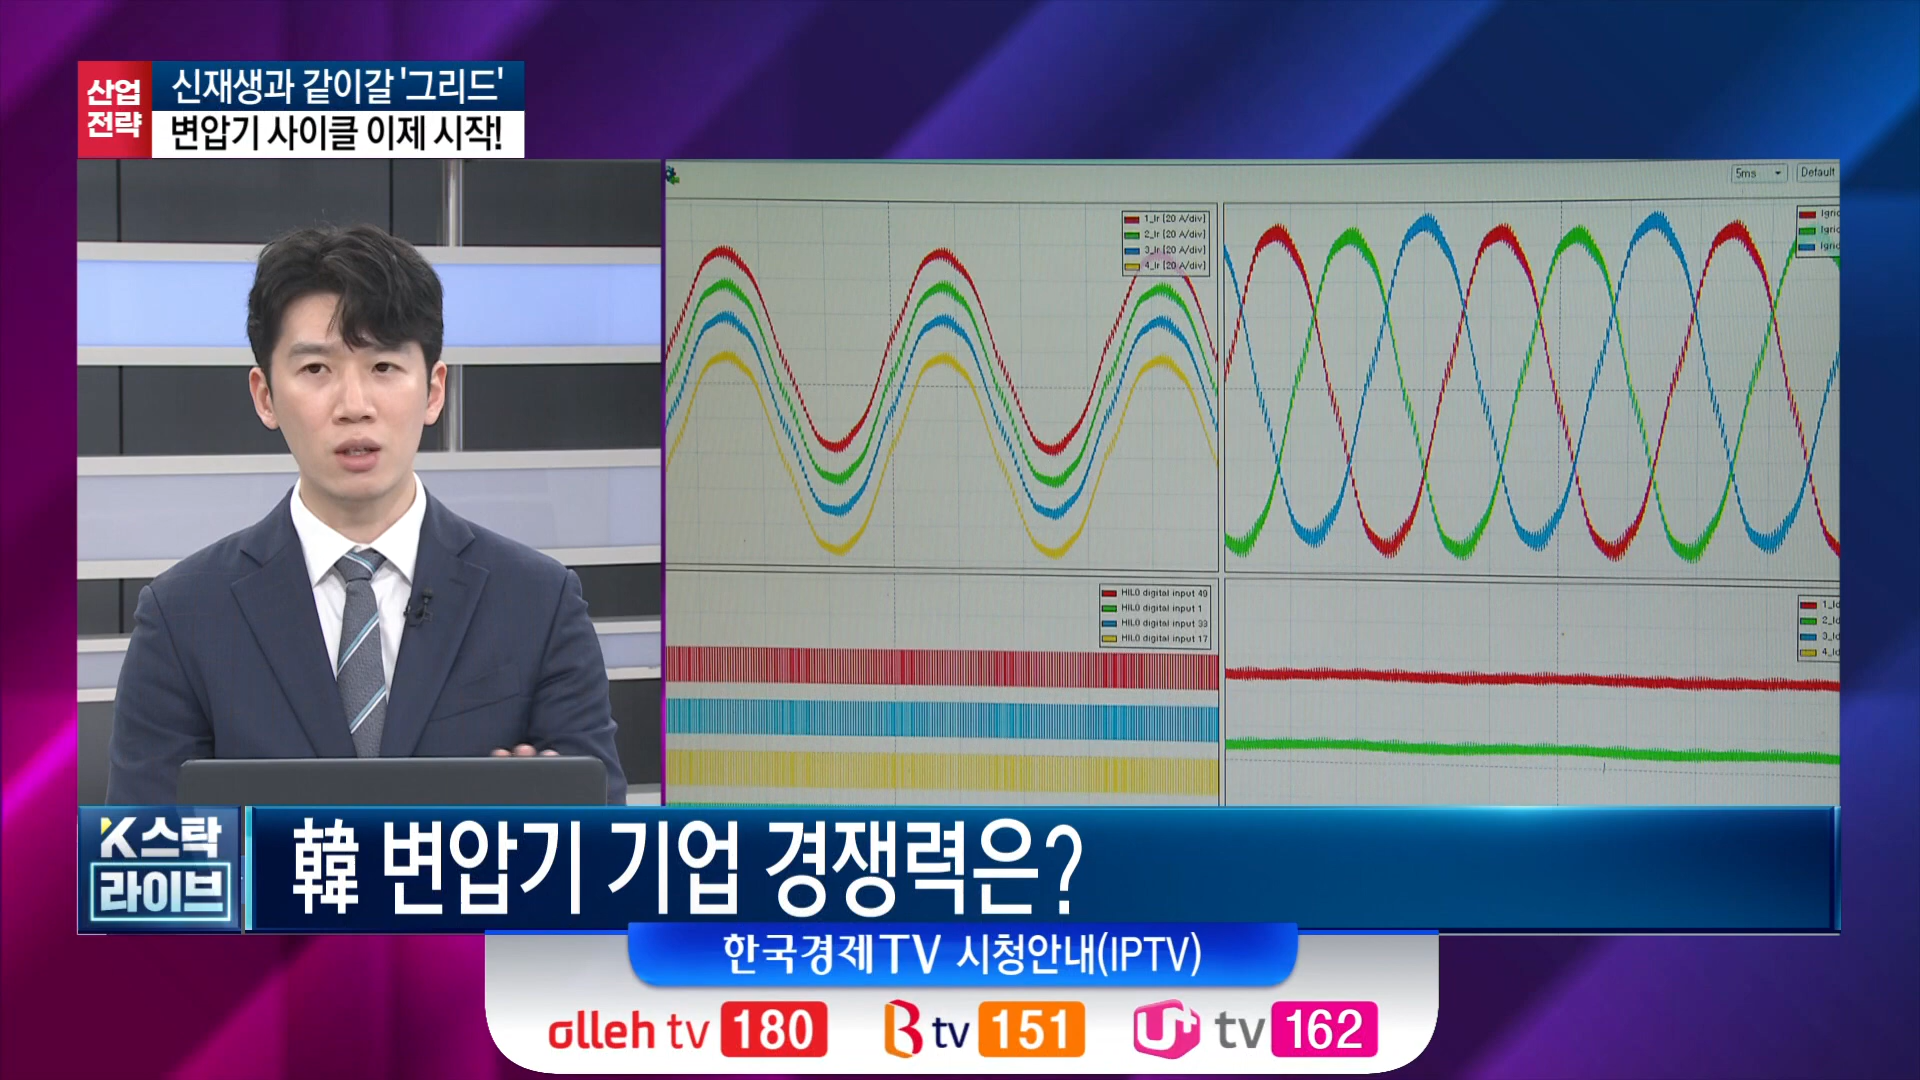 산업
전략
신재생과 같이갈 '그리드'
변압기 사이클 이제 시작!
5ms
Default
1_Ir [20 A/div]
2_Ir [20 A/div]
3_Ir [20 A/div]
4_Ir [20 A/div]
HIL0 digital input 49
HIL0 digital input 1
HIL0 digital input 33
HIL0 digital input 17
K스탁
라이브
韓 변압기 기업 경쟁력은?
한국경제TV 시청안내(IPTV)
olleh tv 180
B tv 151
U+ tv 162